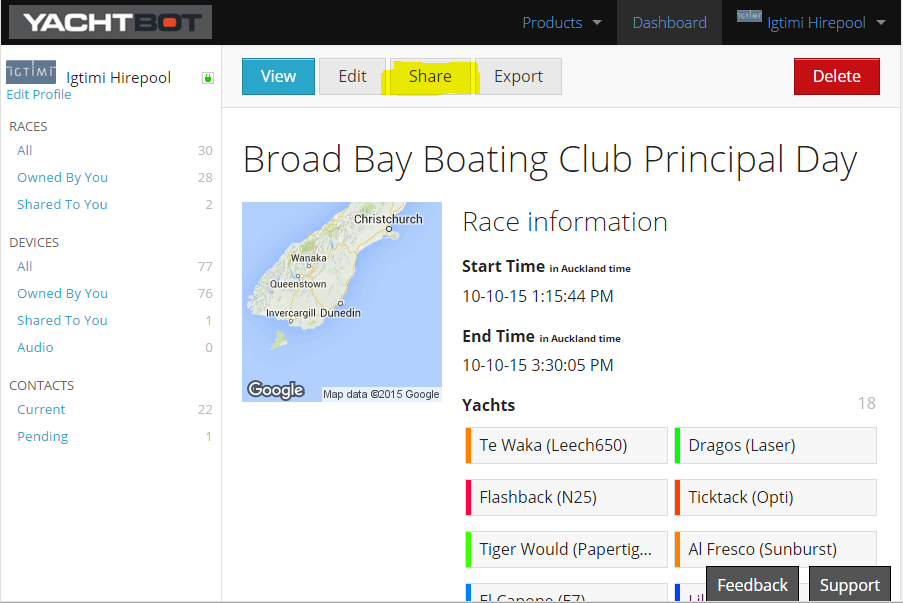 YACHTBOT
Products
Dashboard
IGTIMI
Igtimi Hirepool
IGTIMI
Igtimi Hirepool
Edit Profile
RACES
All 30
Owned By You 28
Shared To You 2
DEVICES
All 77
Owned By You 76
Shared To You 1
Audio 0
CONTACTS
Current 22
Pending 1
View Edit Share Export Delete
Broad Bay Boating Club Principal Day
Christchurch
Wanaka
Queenstown
Invercargill Dunedin
Google
Map data ©2015 Google
Race information
Start Time in Auckland time
10-10-15 1:15:44 PM
End Time in Auckland time
10-10-15 3:30:05 PM
Yachts 18
Te Waka (Leech650) Dragos (Laser)
Flashback (N25) Ticktack (Opti)
Tiger Would (Papertig... Al Fresco (Sunburst)
El Capone
Feedback Support